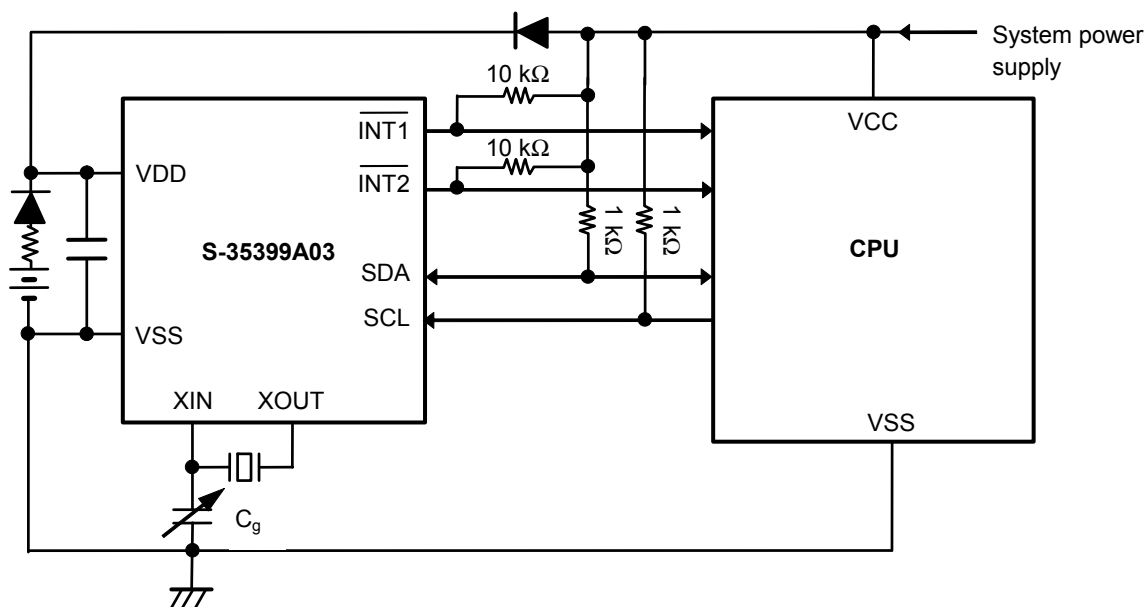 System power
supply
10 kΩ
INT1
VCC
10 kΩ
VDD
INT2
1 kΩ
1 kΩ
S-35399A03
CPU
SDA
SCL
VSS
XIN
XOUT
VSS
Cg